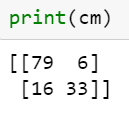 print(cm)
[[79  6]
 [16 33]]